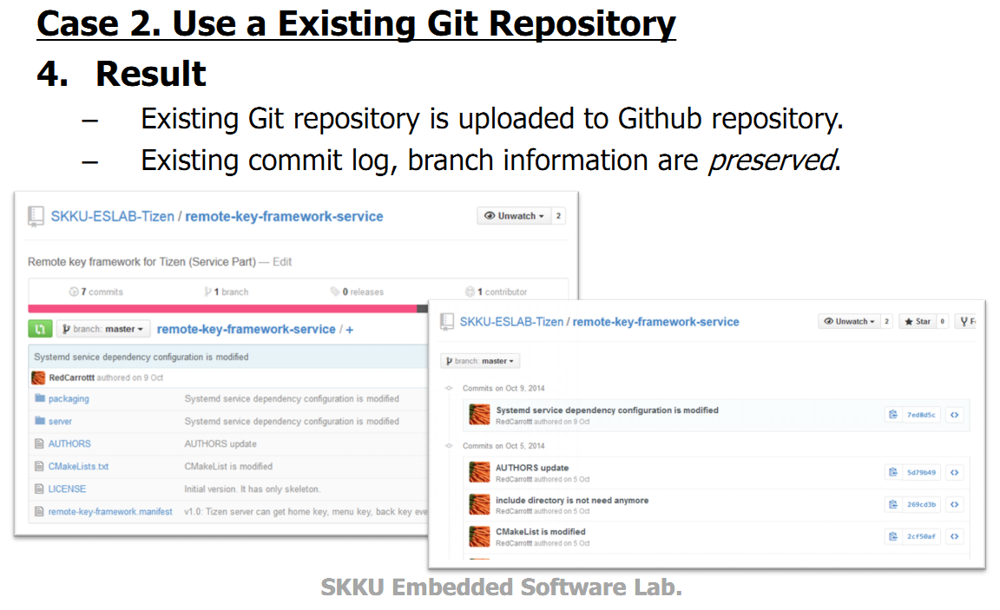 Case 2. Use a Existing Git Repository
4. Result
– Existing Git repository is uploaded to Github repository.
– Existing commit log, branch information are preserved.
SKKU-ESLAB-Tizen / remote-key-framework-service
Unwatch 2
Remote key framework for Tizen (Service Part) — Edit
7 commits 1 branch 0 releases 1 contributor
branch: master remote-key-framework-service / +
Systemd service dependency configuration is modified
RedCarrottt authored on 9 Oct
packaging Systemd service dependency configuration is modified
server Systemd service dependency configuration is modified
AUTHORS AUTHORS update
CMakeLists.txt CMakeList is modified
LICENSE Initial version. It has only skeleton.
remote-key-framework.manifest v1.0: Tizen server can get home key, menu key, back key eve
SKKU-ESLAB-Tizen / remote-key-framework-service
Unwatch 2 Star 0 F
branch: master
Commits on Oct 9, 2014
Systemd service dependency configuration is modified
RedCarrottt authored on 9 Oct
7ed8d5c
Commits on Oct 5, 2014
AUTHORS update
RedCarrottt authored on 5 Oct
5d79b49
include directory is not need anymore
RedCarrottt authored on 5 Oct
269cd3b
CMakeList is modified
RedCarrottt authored on 5 Oct
2cf50af
SKKU Embedded Software Lab.